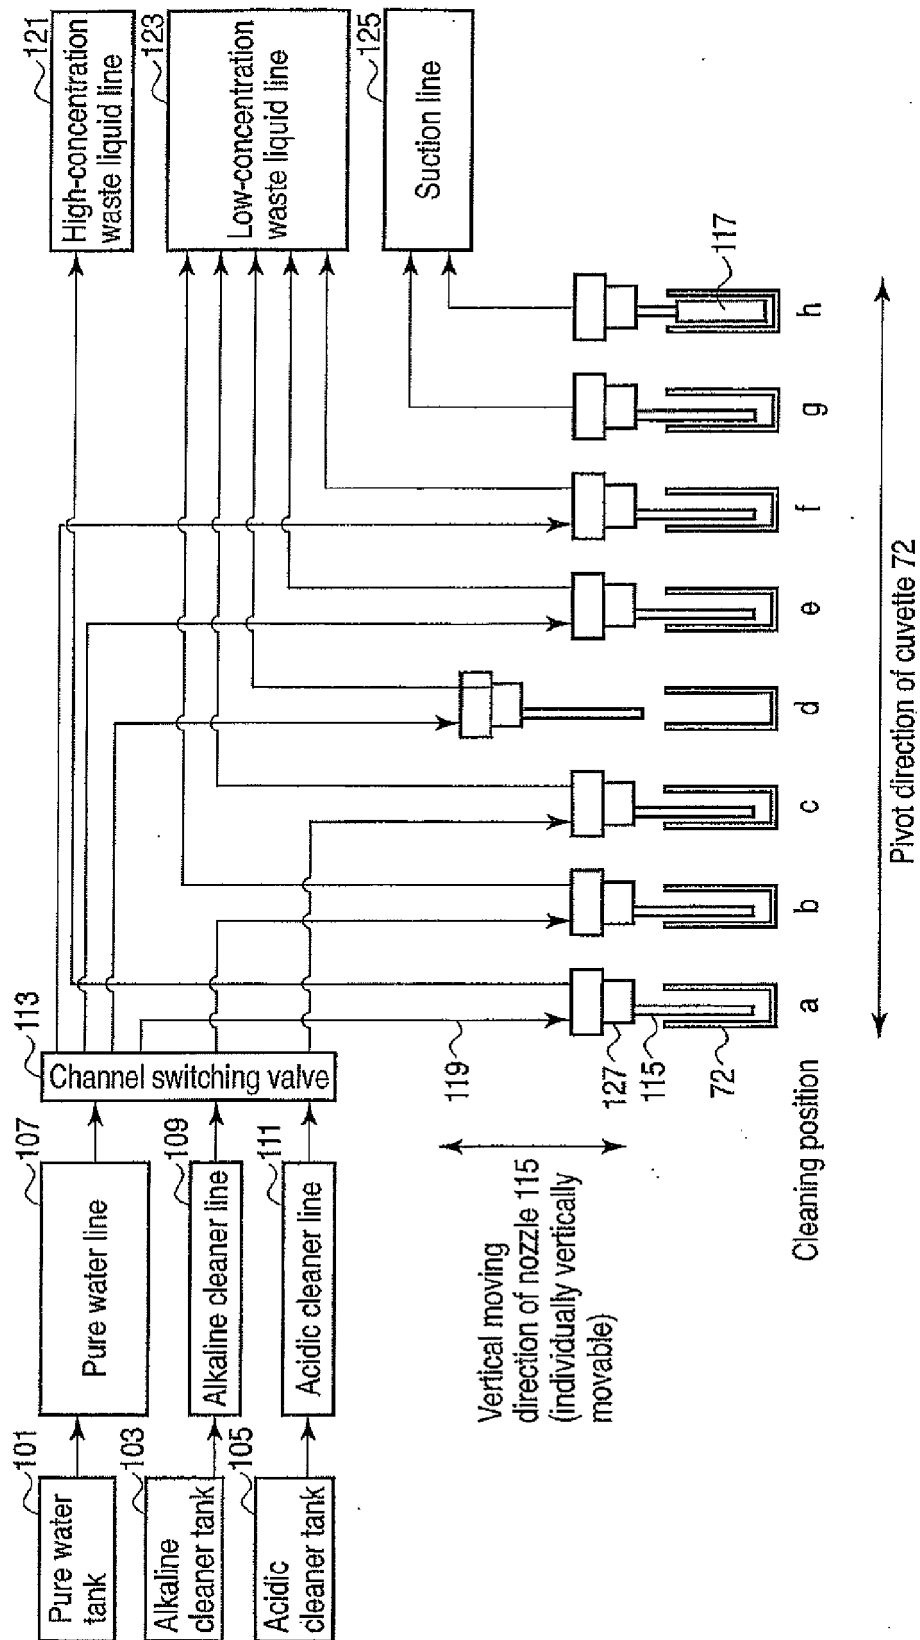 101
Pure water
tank
107
Pure water line
103
Alkaline
cleaner tank
109
Alkaline cleaner line
105
Acidic
cleaner tank
111
Acidic cleaner line
113
Channel switching valve
121
High-concentration
waste liquid line
123
Low-concentration
waste liquid line
125
Suction line
119
127
115
72
117
Vertical moving
direction of nozzle 115
(individually vertically
movable)
Cleaning position
a b c d e f g h
Pivot direction of cuvette 72